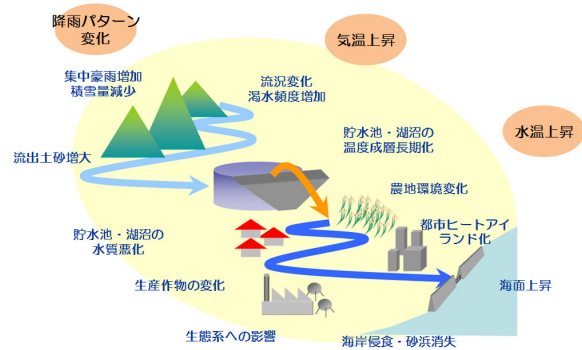 降雨パターン
変化
気温上昇
集中豪雨増加
積雪量減少
流況変化
渇水頻度増加
水温上昇
貯水池・湖沼の
温度成層長期化
流出土砂増大
農地環境変化
貯水池・湖沼の
水質悪化
都市ヒートアイ
ランド化
生産作物の変化
海面上昇
生態系への影響
海岸侵食・砂浜消失